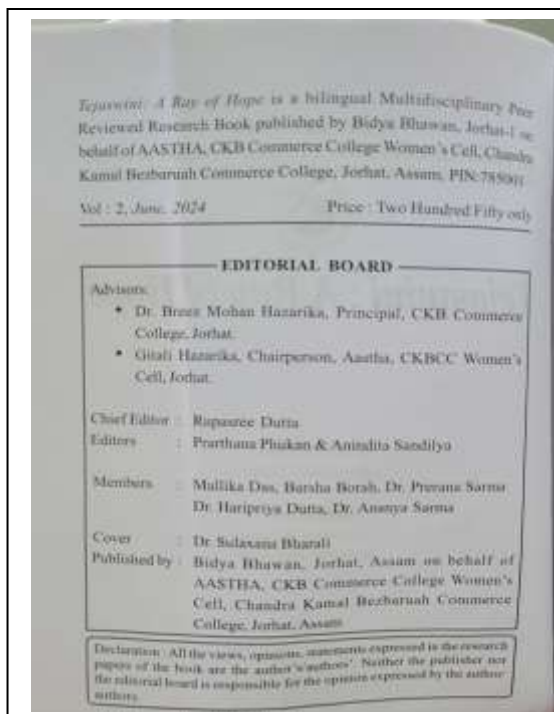 Tejaswini: A Ray of Hope is a bilingual Multidisciplinary Peer
Reviewed Research Book published by Bidya Bhawan, Jorhat-1 on
behalf of AASTHA, CKB Commerce College Women's Cell, Chandra
Kamal Bezbaruah Commerce College, Jorhat, Assam, PIN:785001
Vol : 2, June, 2024 Price : Two Hundred Fifty only
EDITORIAL BOARD
Advisors:
• Dr. Breez Mohan Hazarika, Principal, CKB Commerce
College, Jorhat.
• Gitali Hazarika, Chairperson, Aastha, CKBCC Women's
Cell, Jorhat.
Chief Editor : Rupasree Dutta
Editors : Prarthana Phukan & Anindita Sandilya
Members : Mallika Das, Barsha Borah, Dr. Prerana Sarma
Dr. Haripriya Dutta, Dr. Ananya Sarma
Cover : Dr. Sulaxana Bharali
Published by : Bidya Bhawan, Jorhat, Assam on behalf of
AASTHA, CKB Commerce College Women's
Cell, Chandra Kamal Bezbaruah Commerce
College, Jorhat, Assam
Declaration: All the views, opinions, statements expressed in the research
papers of the book are the author's/authors'. Neither the publisher nor
the editorial board is responsible for the opinion expressed by the author/
authors.